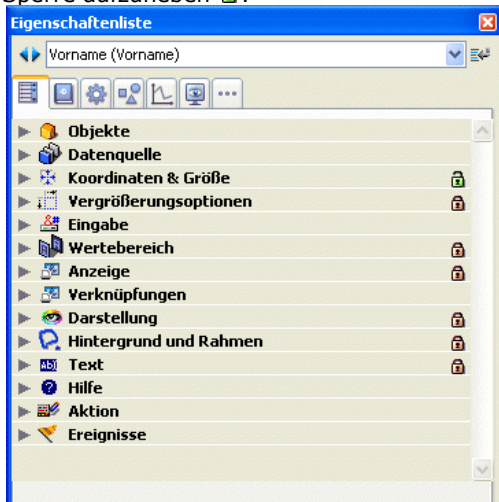 Sperre aufzuheben
Eigenschaftenliste
Vorname (Vorname)
Objekte
Datenquelle
Koordinaten & Größe
Vergrößerungsoptionen
Eingabe
Wertebereich
Anzeige
Verknüpfungen
Darstellung
Hintergrund und Rahmen
Text
Hilfe
Aktion
Ereignisse